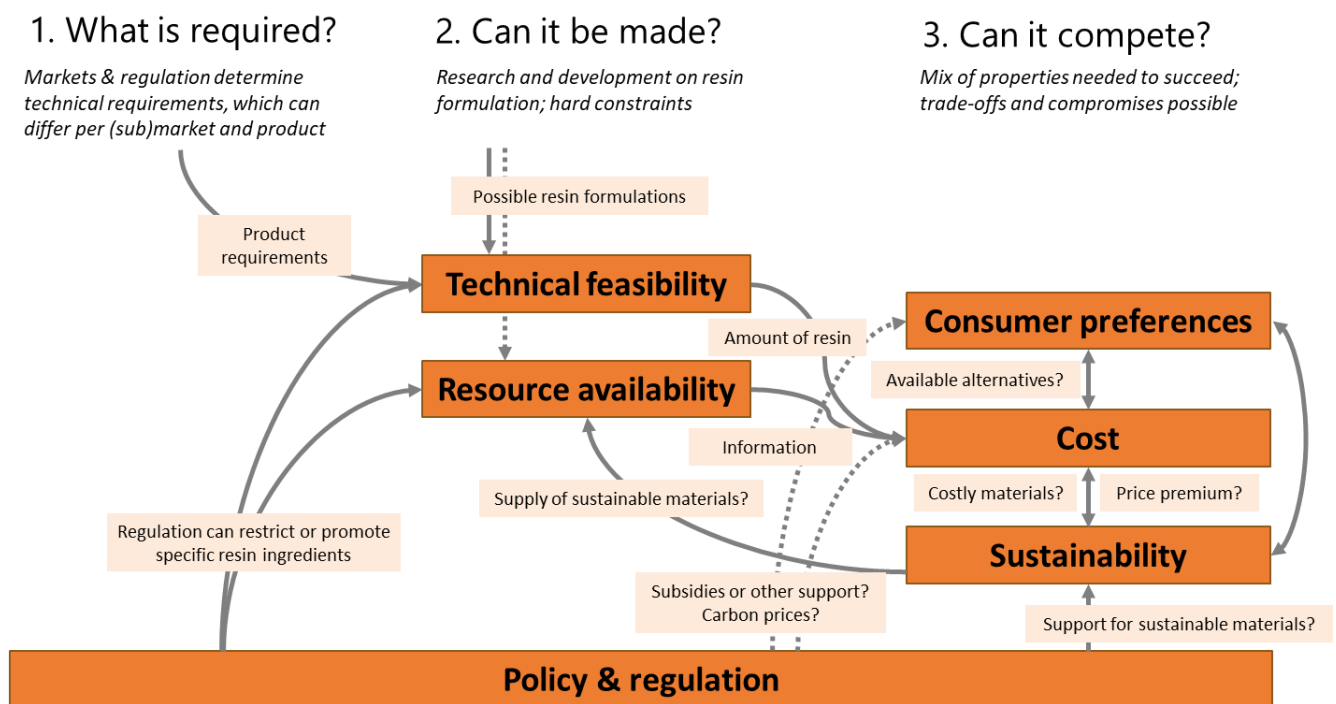 1. What is required?
Markets & regulation determine
technical requirements, which can
differ per (sub)market and product
2. Can it be made?
Research and development on resin
formulation; hard constraints
3. Can it compete?
Mix of properties needed to succeed;
trade-offs and compromises possible
Possible resin formulations
Product
requirements
Technical feasibility
Consumer preferences
Amount of resin
Resource availability
Available alternatives?
Cost
Information
Supply of sustainable materials?
Costly materials?
Price premium?
Regulation can restrict or promote
specific resin ingredients
Sustainability
Subsidies or other support?
Carbon prices?
Support for sustainable materials?
Policy & regulation